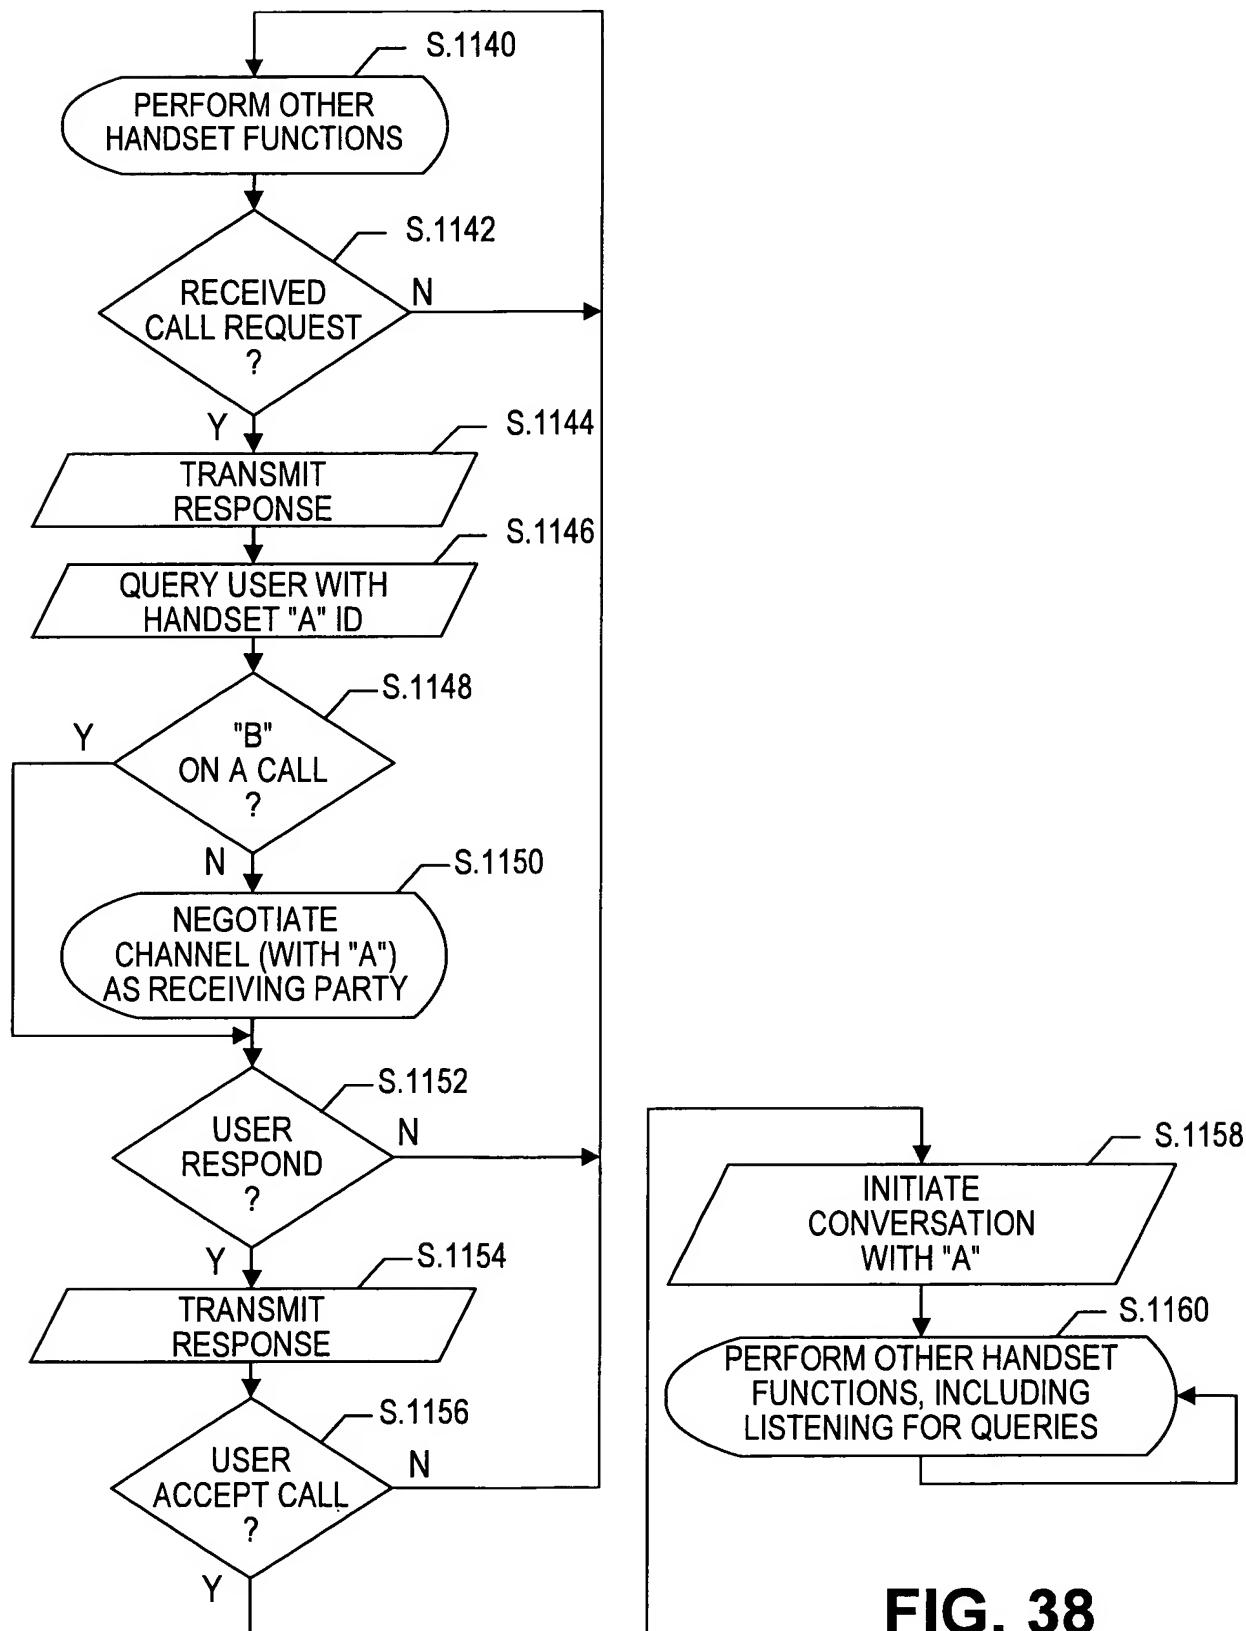 S.1140
PERFORM OTHER
HANDSET FUNCTIONS
S.1142
RECEIVED
CALL REQUEST
?
N
Y
S.1144
TRANSMIT
RESPONSE
S.1146
QUERY USER WITH
HANDSET "A" ID
S.1148
"B"
ON A CALL
?
Y
N
S.1150
NEGOTIATE
CHANNEL (WITH "A")
AS RECEIVING PARTY
S.1152
USER
RESPOND
?
N
Y
S.1154
TRANSMIT
RESPONSE
S.1156
USER
ACCEPT CALL
?
N
Y
S.1158
INITIATE
CONVERSATION
WITH "A"
S.1160
PERFORM OTHER HANDSET
FUNCTIONS, INCLUDING
LISTENING FOR QUERIES
FIG. 38